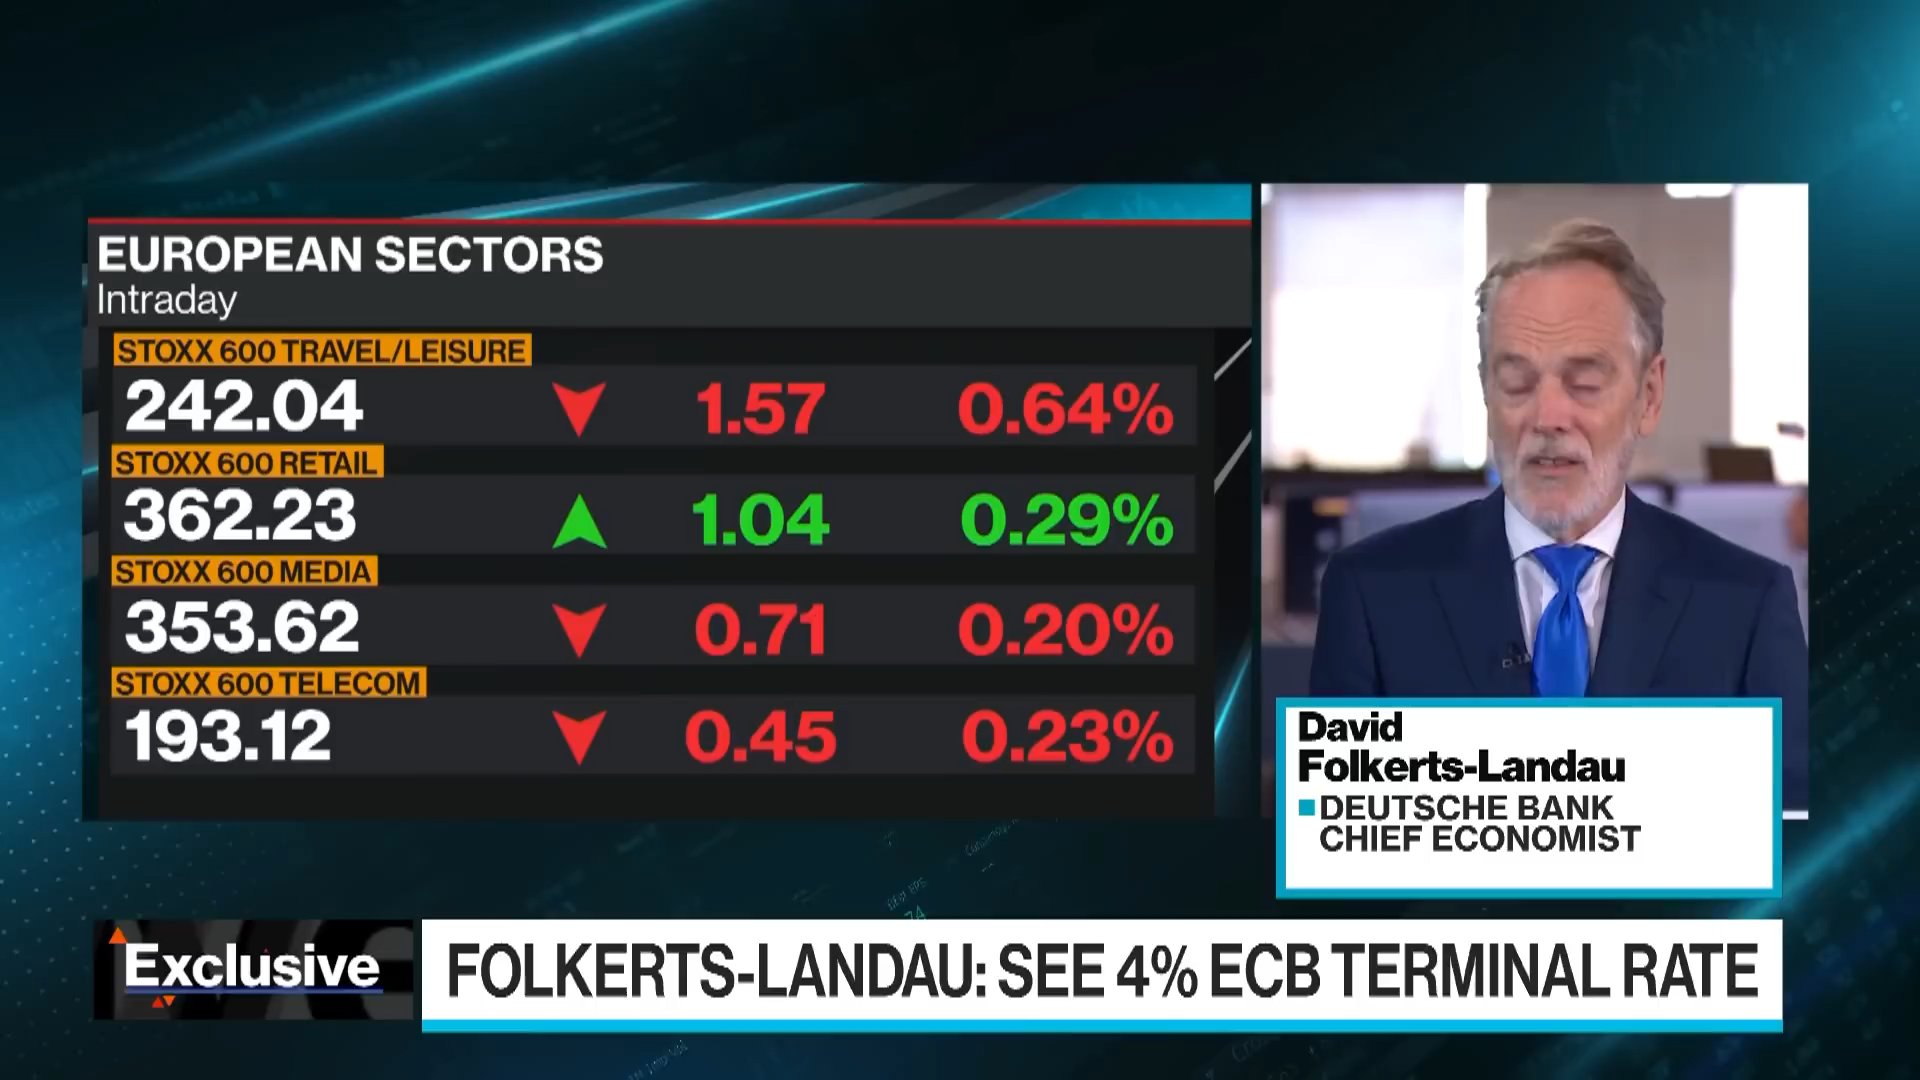 EUROPEAN SECTORS
Intraday
STOXX 600 TRAVEL/LEISURE
242.04 1.57 0.64%
STOXX 600 RETAIL
362.23 1.04 0.29%
STOXX 600 MEDIA
353.62 0.71 0.20%
STOXX 600 TELECOM
193.12 0.45 0.23%
David
Folkerts-Landau
DEUTSCHE BANK
CHIEF ECONOMIST
Exclusive
FOLKERTS-LANDAU: SEE 4% ECB TERMINAL RATE